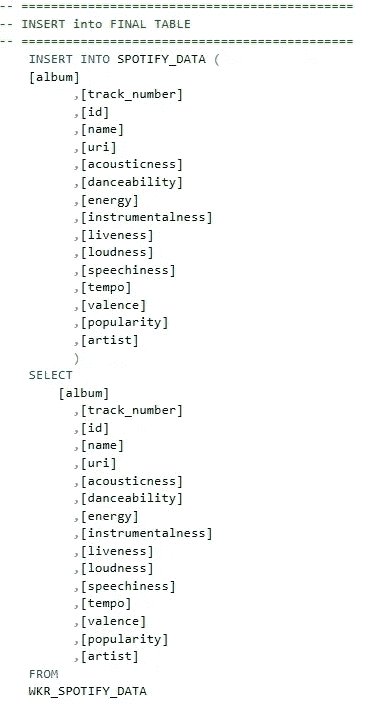 -- =============================================
-- INSERT into FINAL TABLE
-- =============================================
INSERT INTO SPOTIFY_DATA (
[album]
,[track_number]
,[id]
,[name]
,[uri]
,[acousticness]
,[danceability]
,[energy]
,[instrumentalness]
,[liveness]
,[loudness]
,[speechiness]
,[tempo]
,[valence]
,[popularity]
,[artist]
)
SELECT
[album]
,[track_number]
,[id]
,[name]
,[uri]
,[acousticness]
,[danceability]
,[energy]
,[instrumentalness]
,[liveness]
,[loudness]
,[speechiness]
,[tempo]
,[valence]
,[popularity]
,[artist]
FROM
WKR_SPOTIFY_DATA